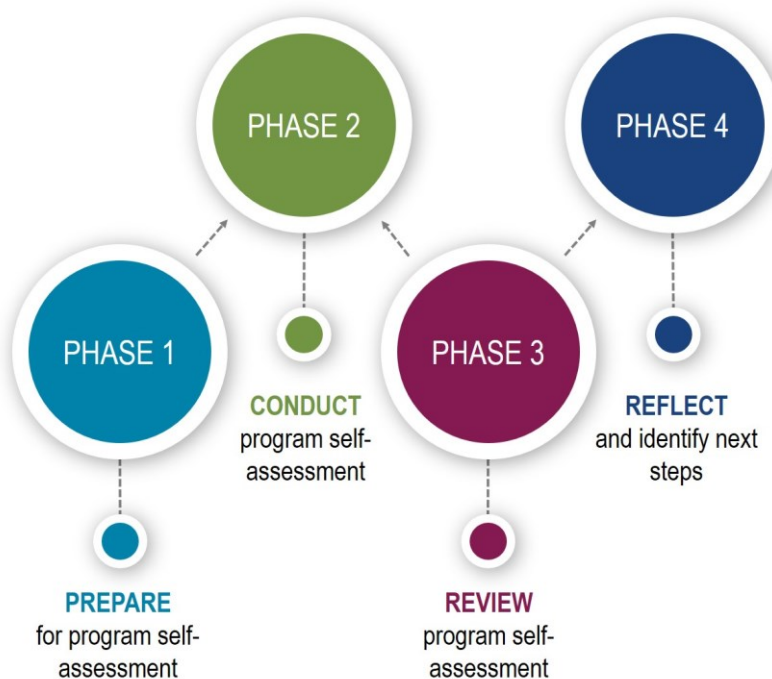 PHASE 1
PREPARE
for program self-
assessment
PHASE 2
CONDUCT
program self-
assessment
PHASE 3
REVIEW
program self-
assessment
PHASE 4
REFLECT
and identify next
steps